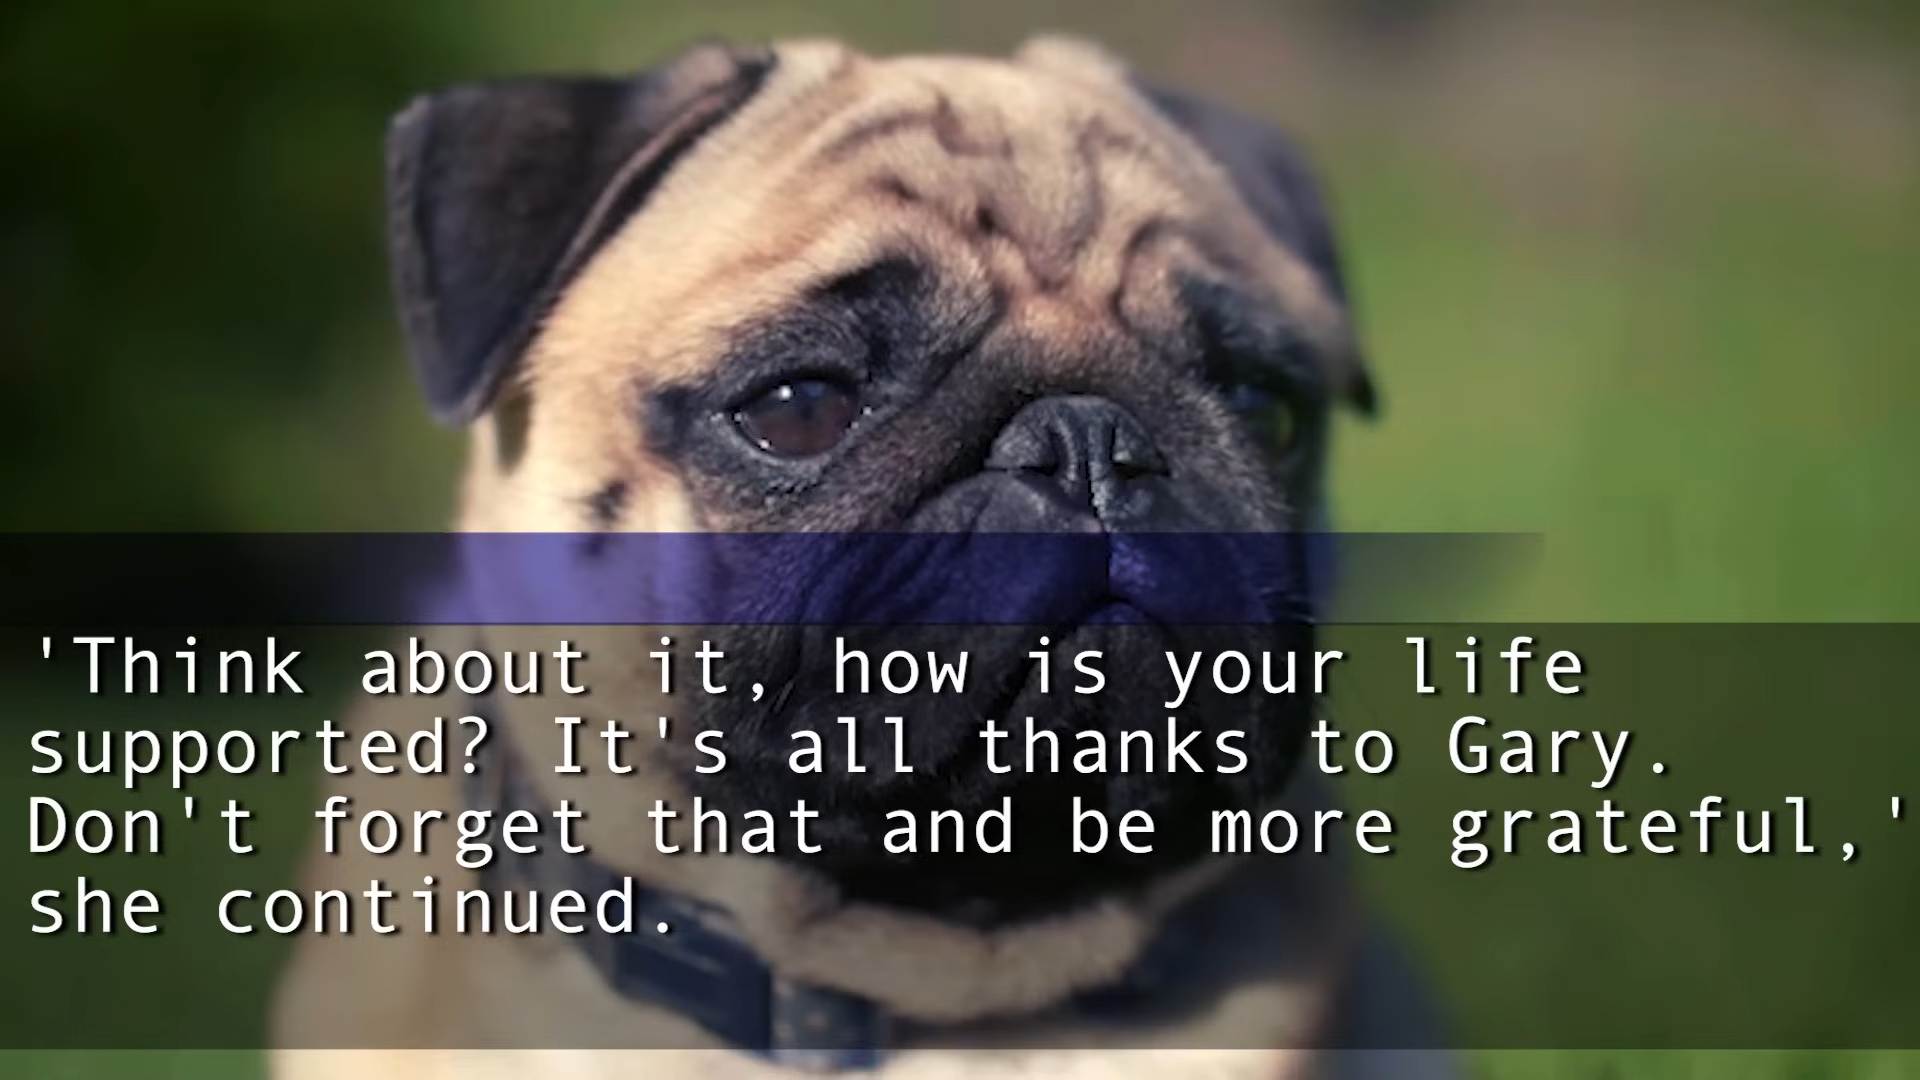 'Think about it, how is your life
supported? It's all thanks to Gary.
Don't forget that and be more grateful,'
she continued.